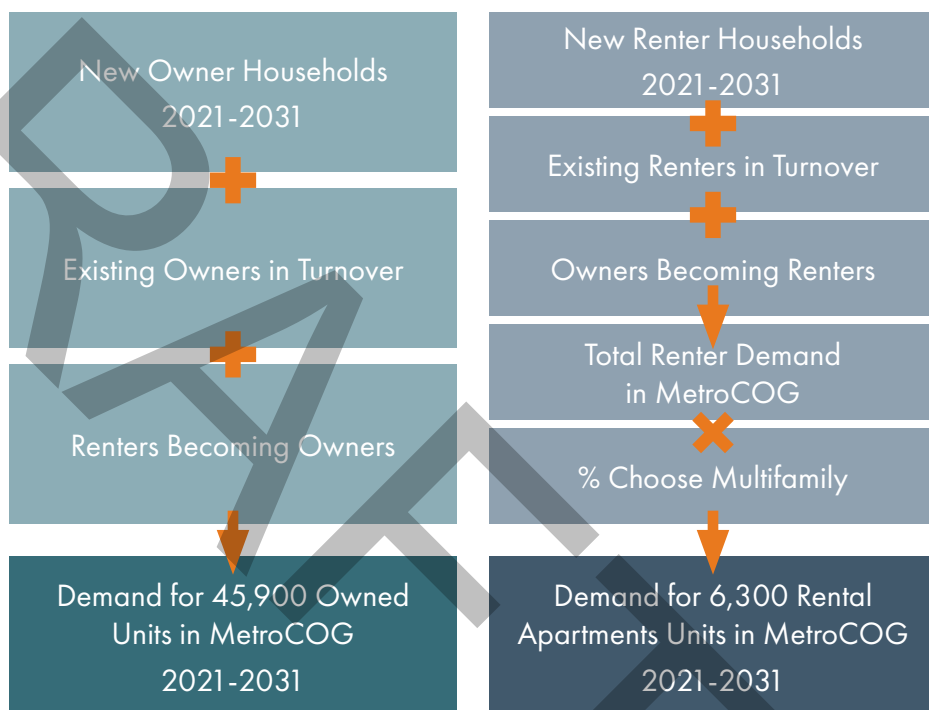 New Owner Households
2021-2031
Existing Owners in Turnover
Renters Becoming Owners
Demand for 45,900 Owned
Units in MetroCOG
2021-2031
New Renter Households
2021-2031
Existing Renters in Turnover
Owners Becoming Renters
Total Renter Demand
in MetroCOG
% Choose Multifamily
Demand for 6,300 Rental
Apartments Units in MetroCOG
2021-2031
RAFT